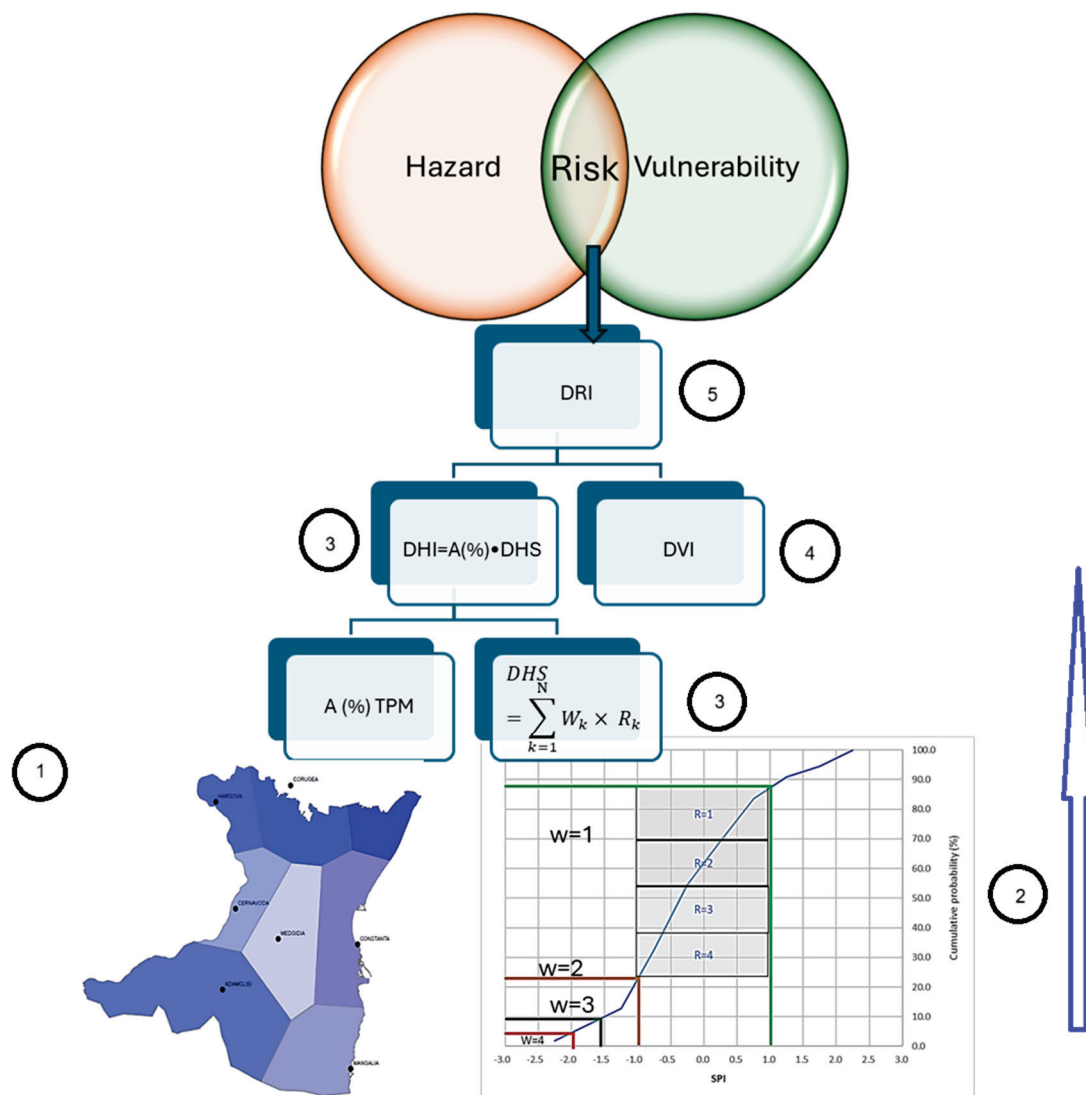 Hazard
Risk
Vulnerability
DRI
5
3
DHI=A(%)•DHS
DVI
4
A (%) TPM
DHS
N
= ∑ W_k × R_k
k=1
3
1
CORUGEA
HARSOVA
CERNAVODA
MEDGIDIA
CONSTANTA
ADAMCLISI
MANGALIA
100.0
90.0
80.0
70.0
60.0
50.0
40.0
30.0
20.0
10.0
0.0
Cumulative probability (%)
w=1
w=2
w=3
W=4
R=1
R=2
R=3
R=4
-3.0 -2.5 -2.0 -1.5 -1.0 -0.5 0.0 0.5 1.0 1.5 2.0 2.5 3.0
SPI
2